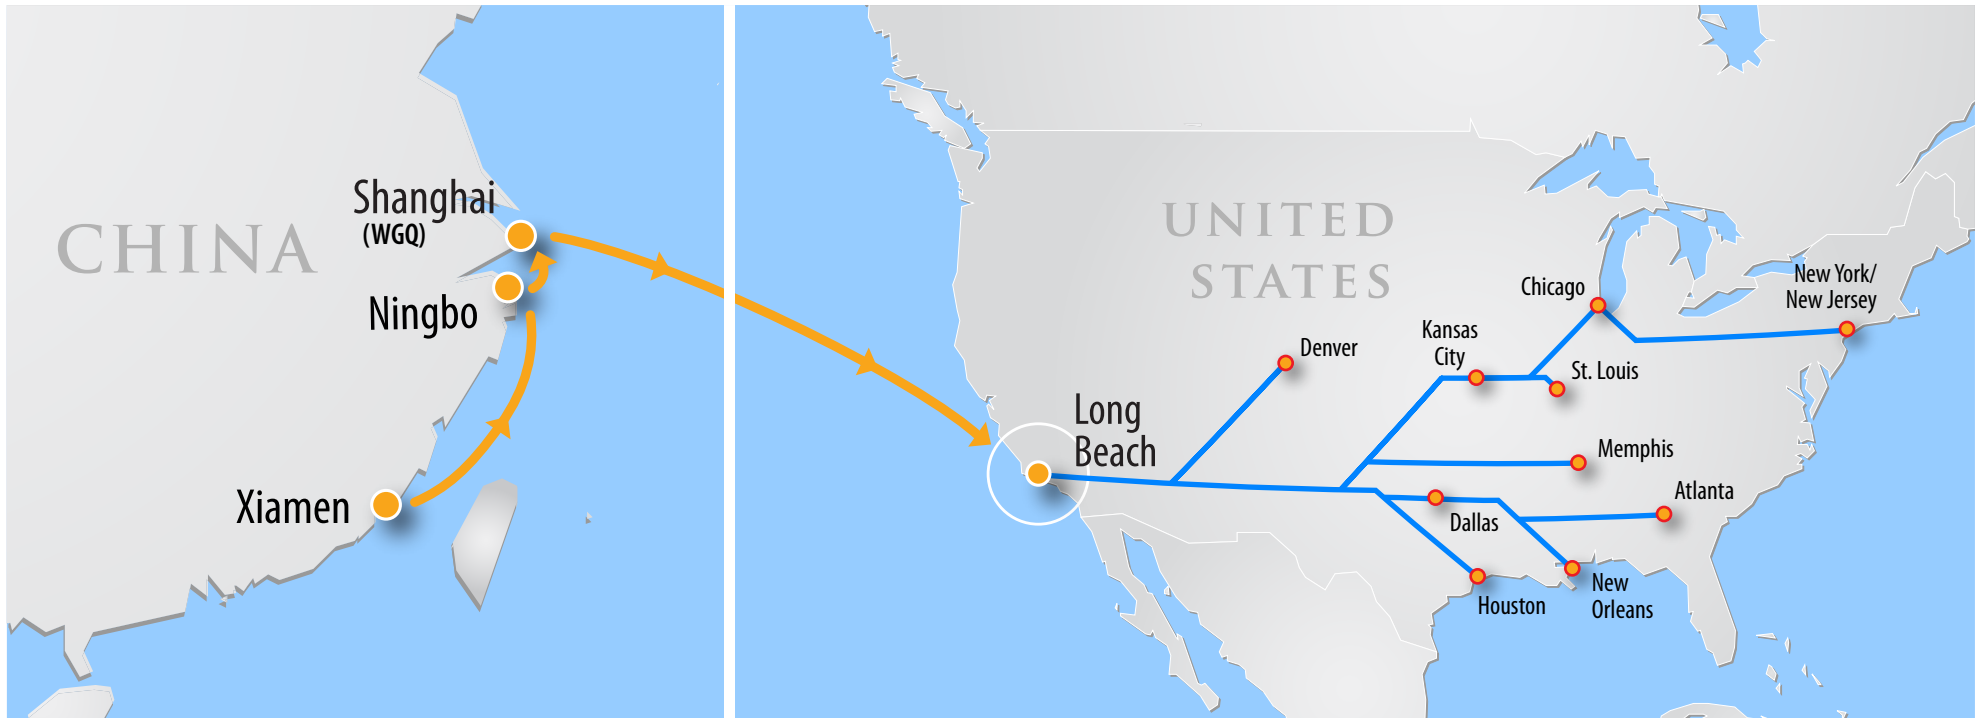 CHINA
Shanghai
(WGQ)
Ningbo
Xiamen
UNITED
STATES
Long
Beach
Denver
Kansas
City
Chicago
St. Louis
New York/
New Jersey
Memphis
Atlanta
Dallas
Houston
New
Orleans